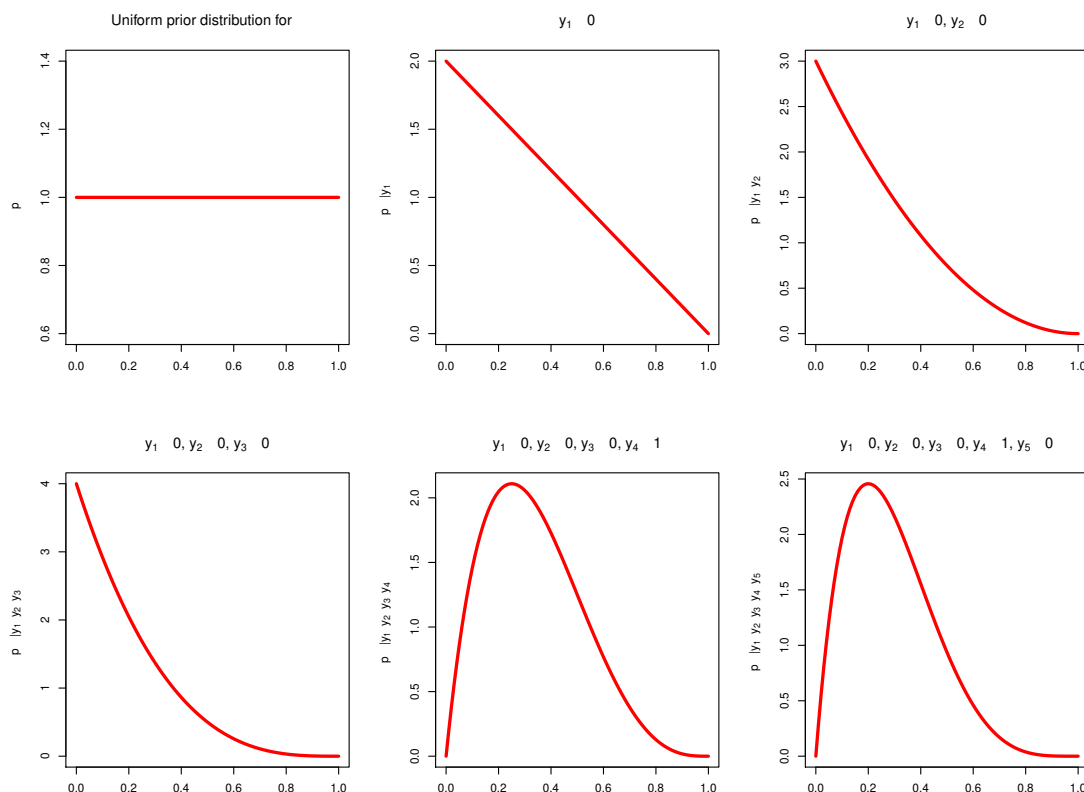 Uniform prior distribution for
y₁ 0
y₁ 0, y₂ 0
p
1.4
1.2
1.0
0.8
0.6
0.0 0.2 0.4 0.6 0.8 1.0
p |y₁
2.0
1.5
1.0
0.5
0.0
0.0 0.2 0.4 0.6 0.8 1.0
p |y₁ y₂
3.0
2.5
2.0
1.5
1.0
0.5
0.0
0.0 0.2 0.4 0.6 0.8 1.0
y₁ 0, y₂ 0, y₃ 0
y₁ 0, y₂ 0, y₃ 0, y₄ 1
y₁ 0, y₂ 0, y₃ 0, y₄ 1, y₅ 0
p |y₁ y₂ y₃
4
3
2
1
0
0.0 0.2 0.4 0.6 0.8 1.0
p |y₁ y₂ y₃ y₄
2.0
1.5
1.0
0.5
0.0
0.0 0.2 0.4 0.6 0.8 1.0
p |y₁ y₂ y₃ y₄ y₅
2.5
2.0
1.5
1.0
0.5
0.0
0.0 0.2 0.4 0.6 0.8 1.0